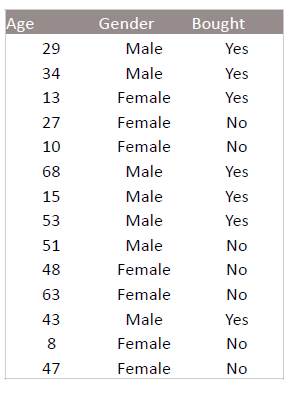 Age Gender Bought
29 Male Yes
34 Male Yes
13 Female Yes
27 Female No
10 Female No
68 Male Yes
15 Male Yes
53 Male Yes
51 Male No
48 Female No
63 Female No
43 Male Yes
8 Female No
47 Female No